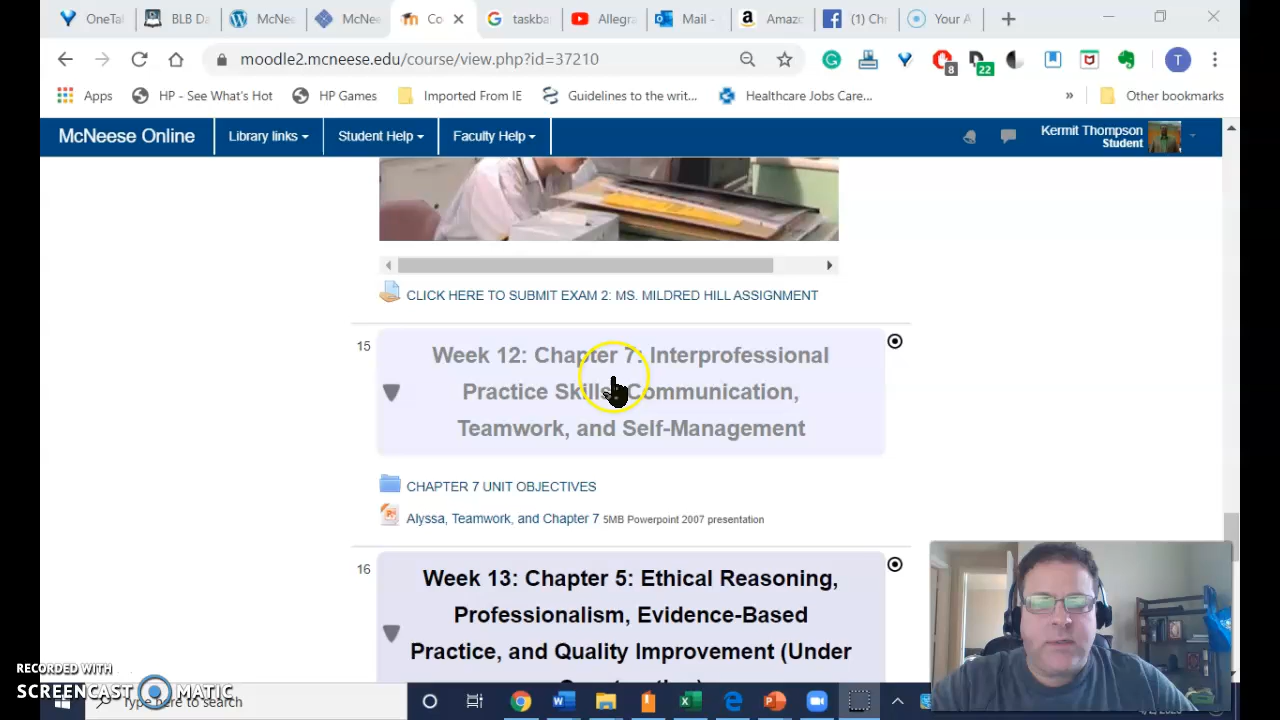 OneTal
BLB Da
McNe
McNe
Co
taskba
Allegra
Mail -
Amaz
(1) Ch
Your A
moodle2.mcneese.edu/course/view.php?id=37210
8
22
T
Apps
HP - See What's Hot
HP Games
Imported From IE
Guidelines to the writ...
Healthcare Jobs Care...
»
Other bookmarks
McNeese Online
Library links
Student Help
Faculty Help
Kermit Thompson
Student
CLICK HERE TO SUBMIT EXAM 2: MS. MILDRED HILL ASSIGNMENT
15
Week 12: Chapter 7: Interprofessional
Practice Skills: Communication,
Teamwork, and Self-Management
CHAPTER 7 UNIT OBJECTIVES
Alyssa, Teamwork, and Chapter 7 5MB Powerpoint 2007 presentation
16
Week 13: Chapter 5: Ethical Reasoning,
Professionalism, Evidence-Based
Practice, and Quality Improvement (Under
RECORDED WITH
SCREENCAST MATIC
Type here to search